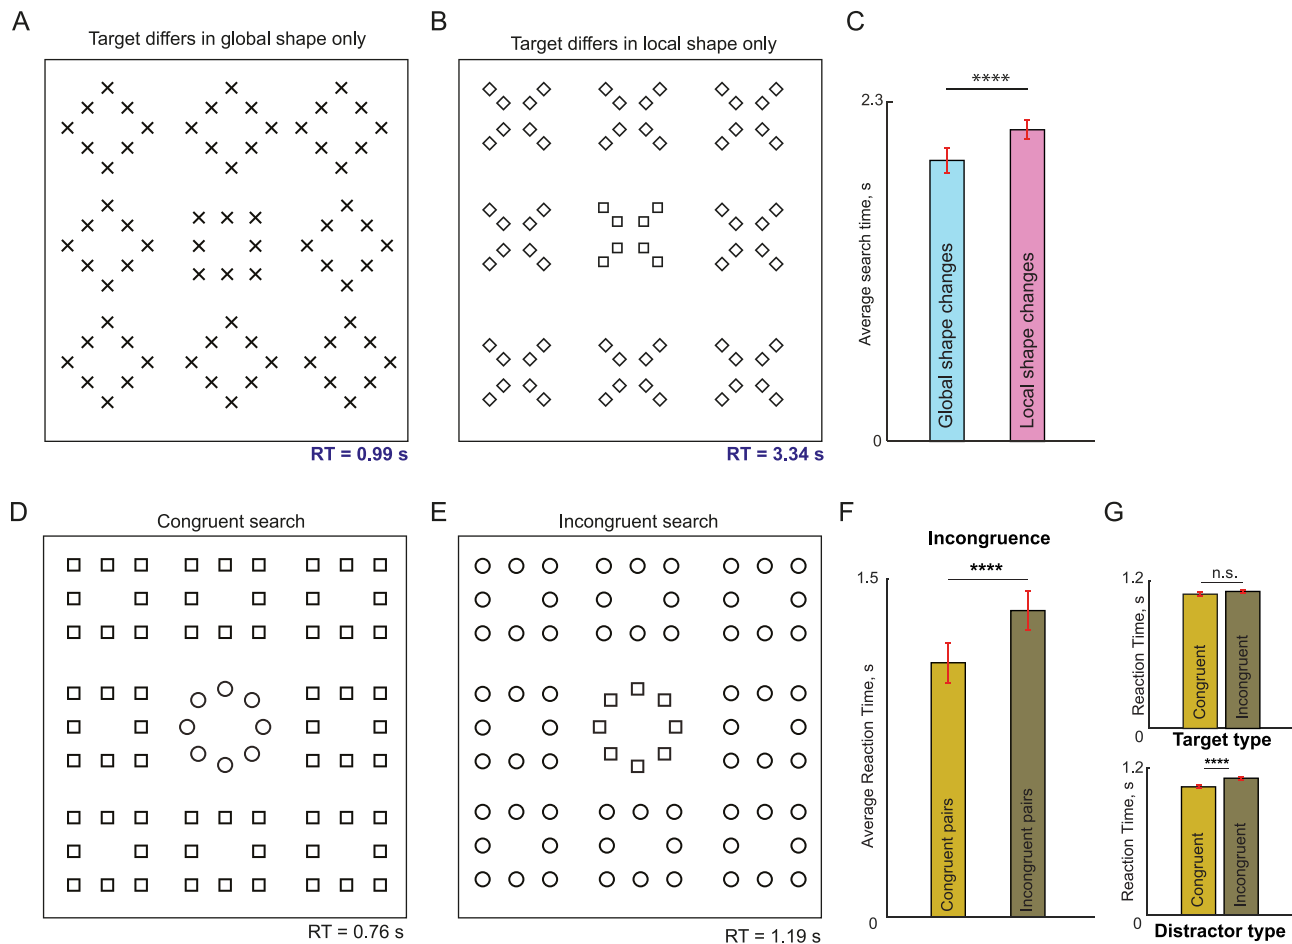 A
Target differs in global shape only
RT = 0.99 s
B
Target differs in local shape only
RT = 3.34 s
C
****
2.3
Average search time, s
0
Global shape changes
Local shape changes
D
Congruent search
RT = 0.76 s
E
Incongruent search
RT = 1.19 s
F
Incongruence
****
1.5
Average Reaction Time, s
0
Congruent pairs
Incongruent pairs
G
n.s.
1.2
Reaction Time, s
0
Congruent
Incongruent
Target type
****
1.2
Reaction Time, s
0
Congruent
Incongruent
Distractor type